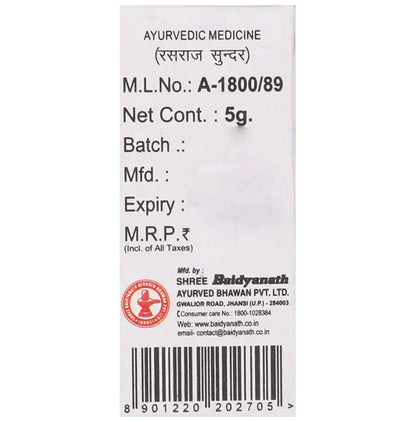 AYURVEDIC MEDICINE
(रसराज सुन्दर)
M.L.No.: A-1800/89
Net Cont. : 5g.
Batch .:
Mfd. :
Expiry :
M.R.P.₹
(Incl. of All Taxes)
Mfd. by :
SHREE Baidyanath
AYURVED BHAWAN PVT. LTD.
GWALIOR ROAD, JHANSI (U.P.) - 284003
Consumer care No.: 1800-1028384
Web: www.baidyanath.co.in
email- contact@baidyanath.co.in
8 901220 202705 >